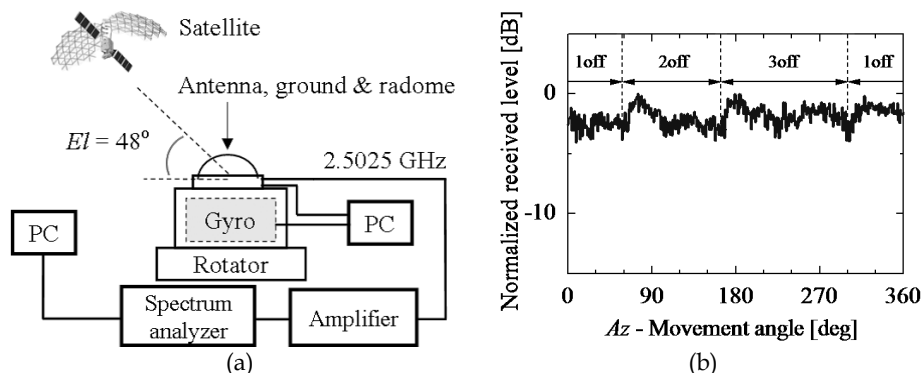 Satellite
Antenna, ground & radome
El = 48°
2.5025 GHz
Gyro
PC
PC
Rotator
Spectrum
analyzer
Amplifier
(a)
Normalized received level [dB]
1off 2off 3off 1off
0
-10
0 90 180 270 360
Az - Movement angle [deg]
(b)